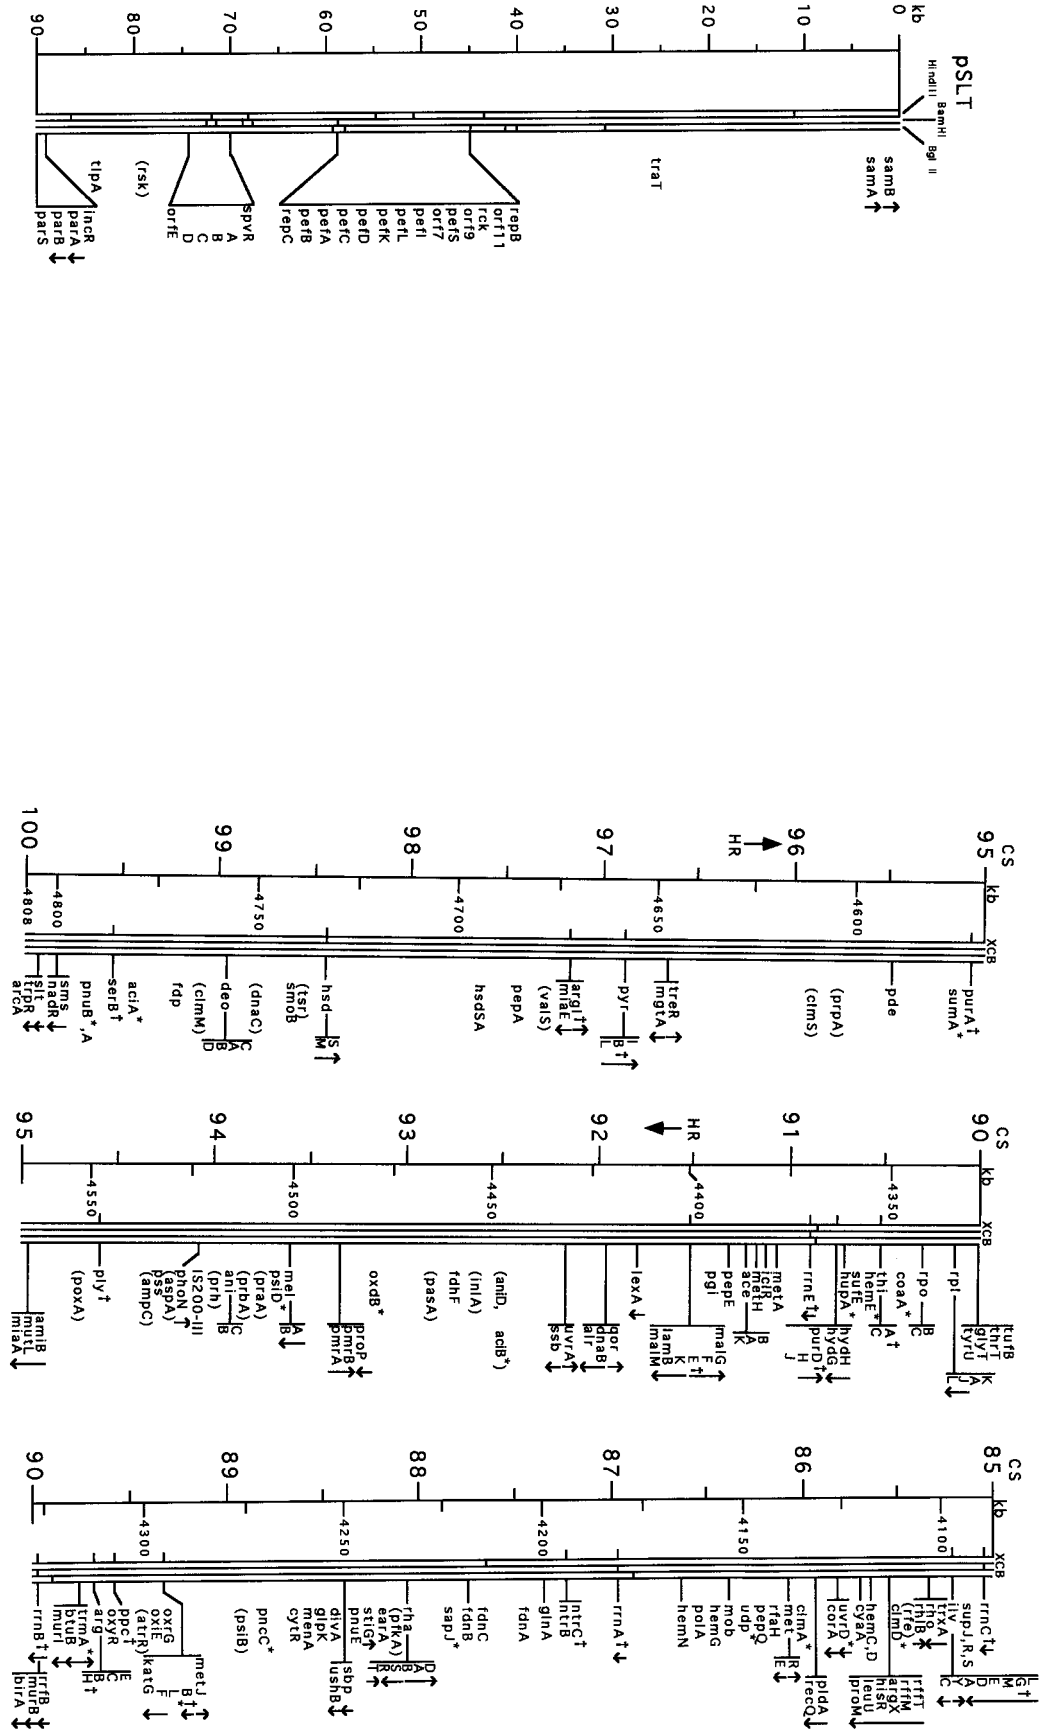 pSLT
kb
HindIII
BamHI
Bgl II
0
10
20
30
40
50
60
70
80
90
samB
samA
traT
repB
orf11
rck
orf9
pefS
orf7
pefI
pefL
pefK
pefD
pefC
pefA
pefB
repC
spvR
A
B
C
D
orfE
(rsk)
tlpA
incR
parA
parB
parS
CS
kb
XCB
95
96
HR
97
98
99
100
4600
4650
4700
4750
4800
4808
purA†
sumA*
pde
(prpA)
(clmS)
treR
mgtA
pyr
I
B†
L
argI†
miaE
(valS)
pepA
hsdSA
hsd
S
M
(tsr)
smoB
(dnaC)
deo
C
A
B
D
(clmM)
fdp
aciA*
serB†
pnuB*,A
sms
nadR
slt
trpR
arcA
CS
kb
XCB
90
91
HR
92
93
94
95
4350
4400
4450
4500
4550
tufB
thrT
glyT
tyrU
rpl
K
A
J
L
rpo
B
C
coaA*
thi
A†
C
hemE*
sufE
hupA*
hydH
hydG
purD†
H
J
rrnE†
metA
iclR
metH
ace
B
A
K
pepE
pgi
malG
F
E†
K
lamB
malM
lexA
qor
dnaB
alr
uvrA†
ssb
(aniD,
aciB*)
(inlA)
fdhF
(pasA)
oxdB*
proP
pmrB
pmrA
mel
A
B
psiD*
(praA)
(prbA)
ani
C
B
(prh)
IS200-III
phoN
(aspA)
pss
(ampC)
ply†
(poxA)
amiB
mutL
miaA
CS
kb
XCB
85
86
87
88
89
90
4100
4150
4200
4250
4300
rrnC†
supJ,R,S
ilv
L
G†
M
E
D
A
Y
C
trxA
rho
rhlB
(rfe)
clmD*
rffT
rffM
argX
hisR
leuU
proM
hemC,D
cyaA
uvrD*
corA
pldA
recQ
clmA*
met
R
E
rfaH
pepQ
udp*
mob
hemG
polA
hemN
rrnA†
ntrC†
ntrB
glnA
fdnA
fdnC
fdnB
sapJ*
rha
D
A
B
S
R
T
(pfkA)
earA
stiG
pnuE
divA
glpK
menA
cytR
sbp
ushB
pncC*
(psiB)
metJ
B†
L
F
katG
oxrG
oxiE
(atrR)
ppc†
oxyR
arg
E
C
B
H†
trmA
btuB
murI
rrnB†
rrfB
murB
birA